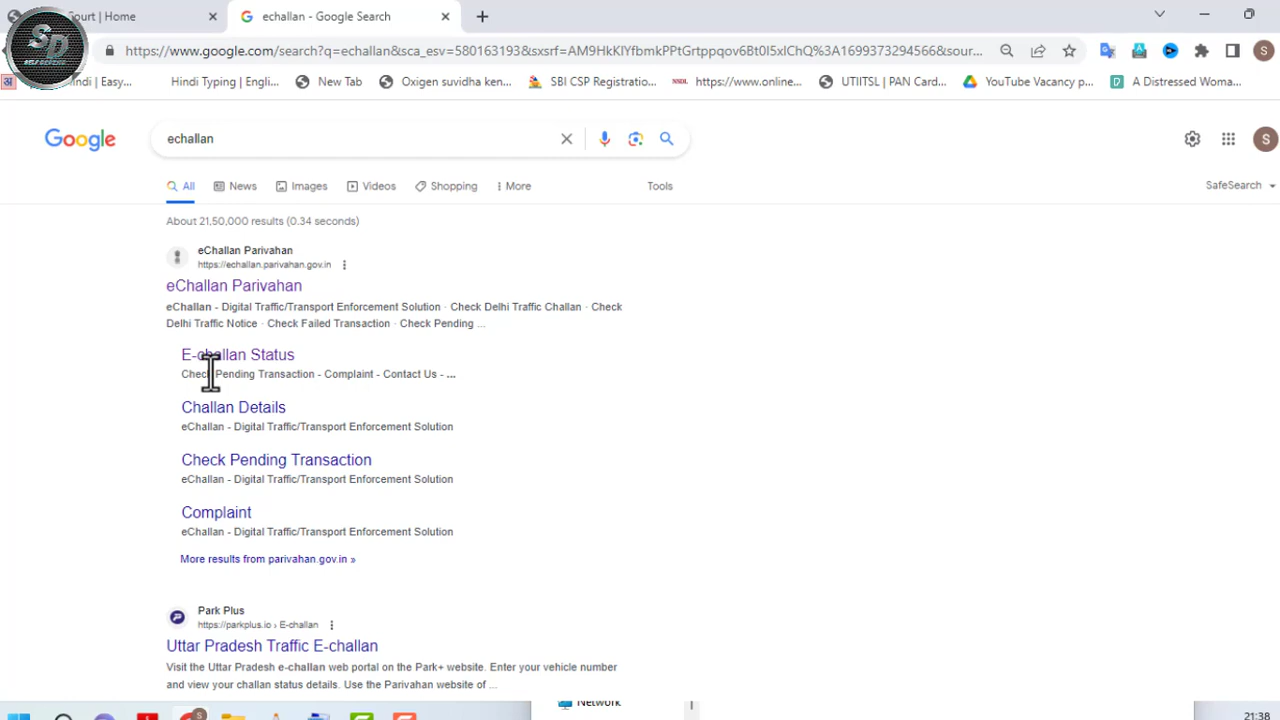 ourt | Home
echallan - Google Search
https://www.google.com/search?q=echallan&sca_esv=580163193&sxsrf=
indi | Easy...
Hindi Typing | Engli...
New Tab
Oxigen suvidha ken...
SBI CSP Registratio...
https://www.online...
UTIITSL | PAN Card...
YouTube Vacancy p...
A Distressed Woma...
SD
SELF DEFENSE
Google
echallan
All
News
Images
Videos
Shopping
More
Tools
SafeSearch
About 21,50,000 results (0.34 seconds)
eChallan Parivahan
https://echallan.parivahan.gov.in
eChallan Parivahan
eChallan - Digital Traffic/Transport Enforcement Solution · Check Delhi Traffic Challan · Check
Delhi Traffic Notice · Check Failed Transaction · Check Pending ...
E-challan Status
Check Pending Transaction - Complaint - Contact Us - ...
Challan Details
eChallan - Digital Traffic/Transport Enforcement Solution
Check Pending Transaction
eChallan - Digital Traffic/Transport Enforcement Solution
Complaint
eChallan - Digital Traffic/Transport Enforcement Solution
More results from parivahan.gov.in »
Park Plus
https://parkplus.io › E-challan
Uttar Pradesh Traffic E-challan
Visit the Uttar Pradesh e-challan web portal on the Park+ website. Enter your vehicle number
and view your challan status details. Use the Parivahan website of ...
Network
21:38